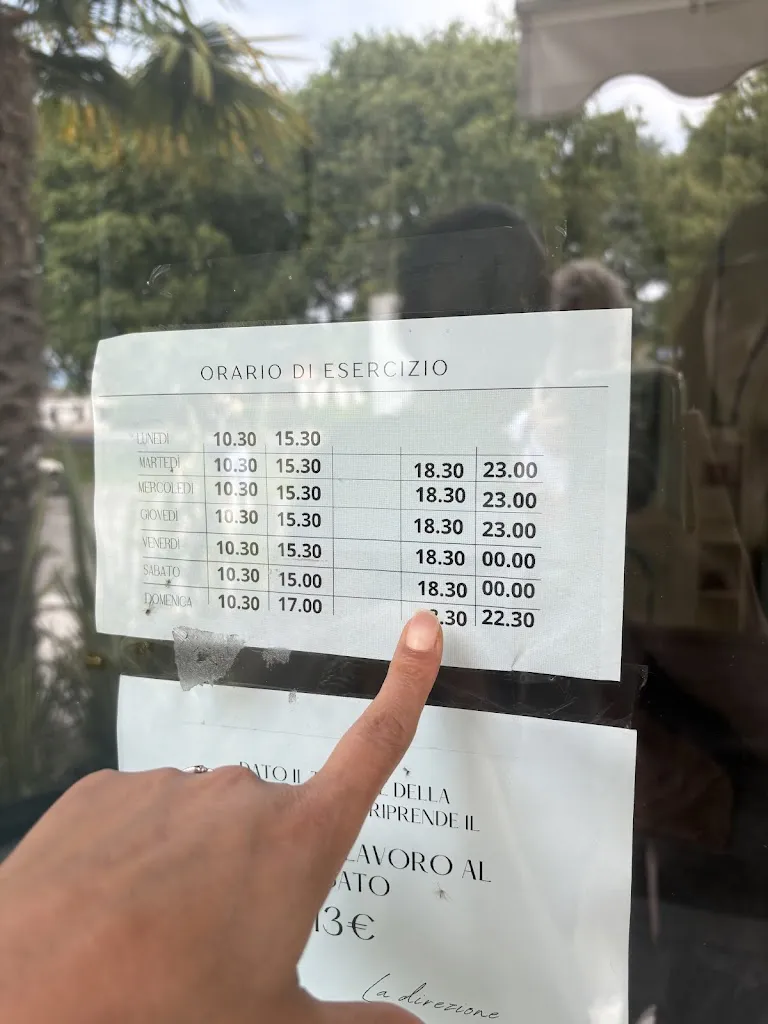 ORARIO DI ESERCIZIO
LUNEDÌ 10.30 15.30
MARTEDÌ 10.30 15.30 18.30 23.00
MERCOLEDÌ 10.30 15.30 18.30 23.00
GIOVEDÌ 10.30 15.30 18.30 23.00
VENERDÌ 10.30 15.30 18.30 00.00
SABATO 10.30 15.00 18.30 00.00
DOMENICA 10.30 17.00 .30 22.30
DATO IL DELLA
RIPRENDE IL
LAVORO AL
13€
La direzione